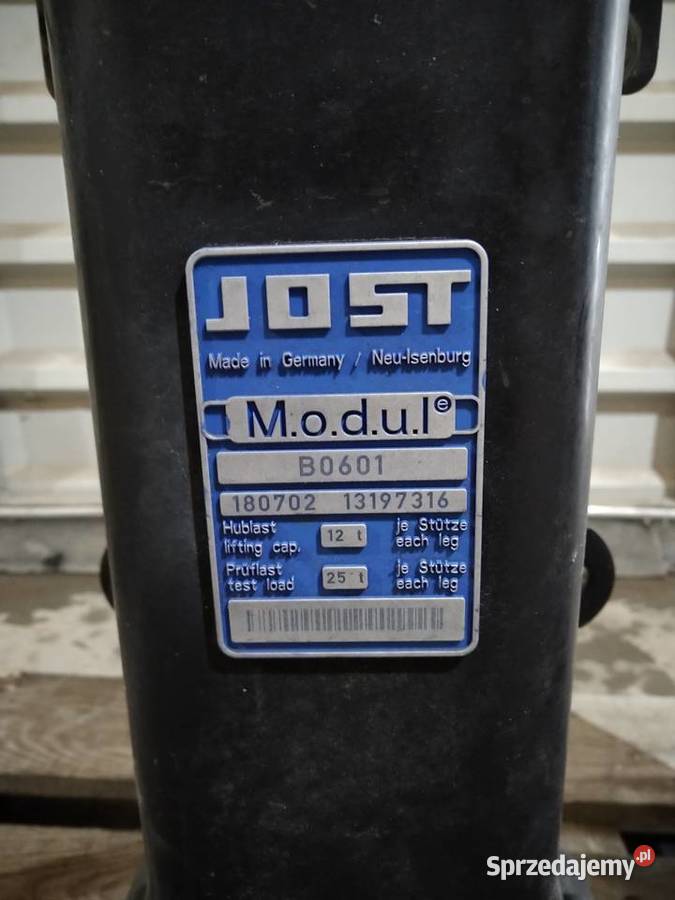 JOST
Made in Germany / Neu-Isenburg
M.o.d.u.l e
B0601
180702 13197316
Hublast 12 t je Stütze
lifting cap. each leg
Prüflast 25 t je Stütze
test load each leg
Sprzedajemy.pl